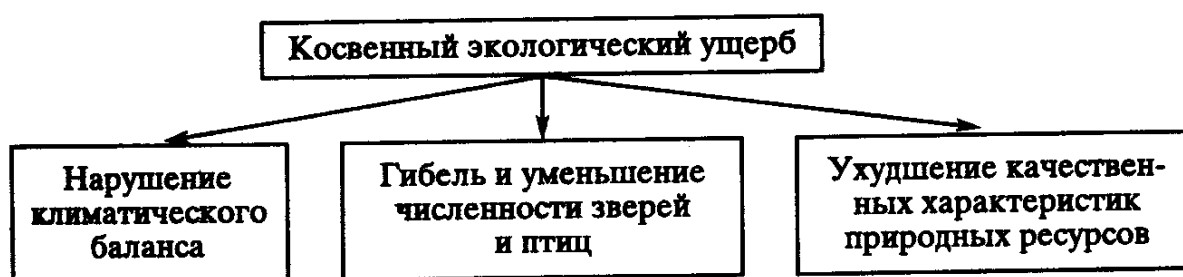 Косвенный экологический ущерб
Нарушение
климатического
баланса
Гибель и уменьшение
численности зверей
и птиц
Ухудшение качествен-
ных характеристик
природных ресурсов